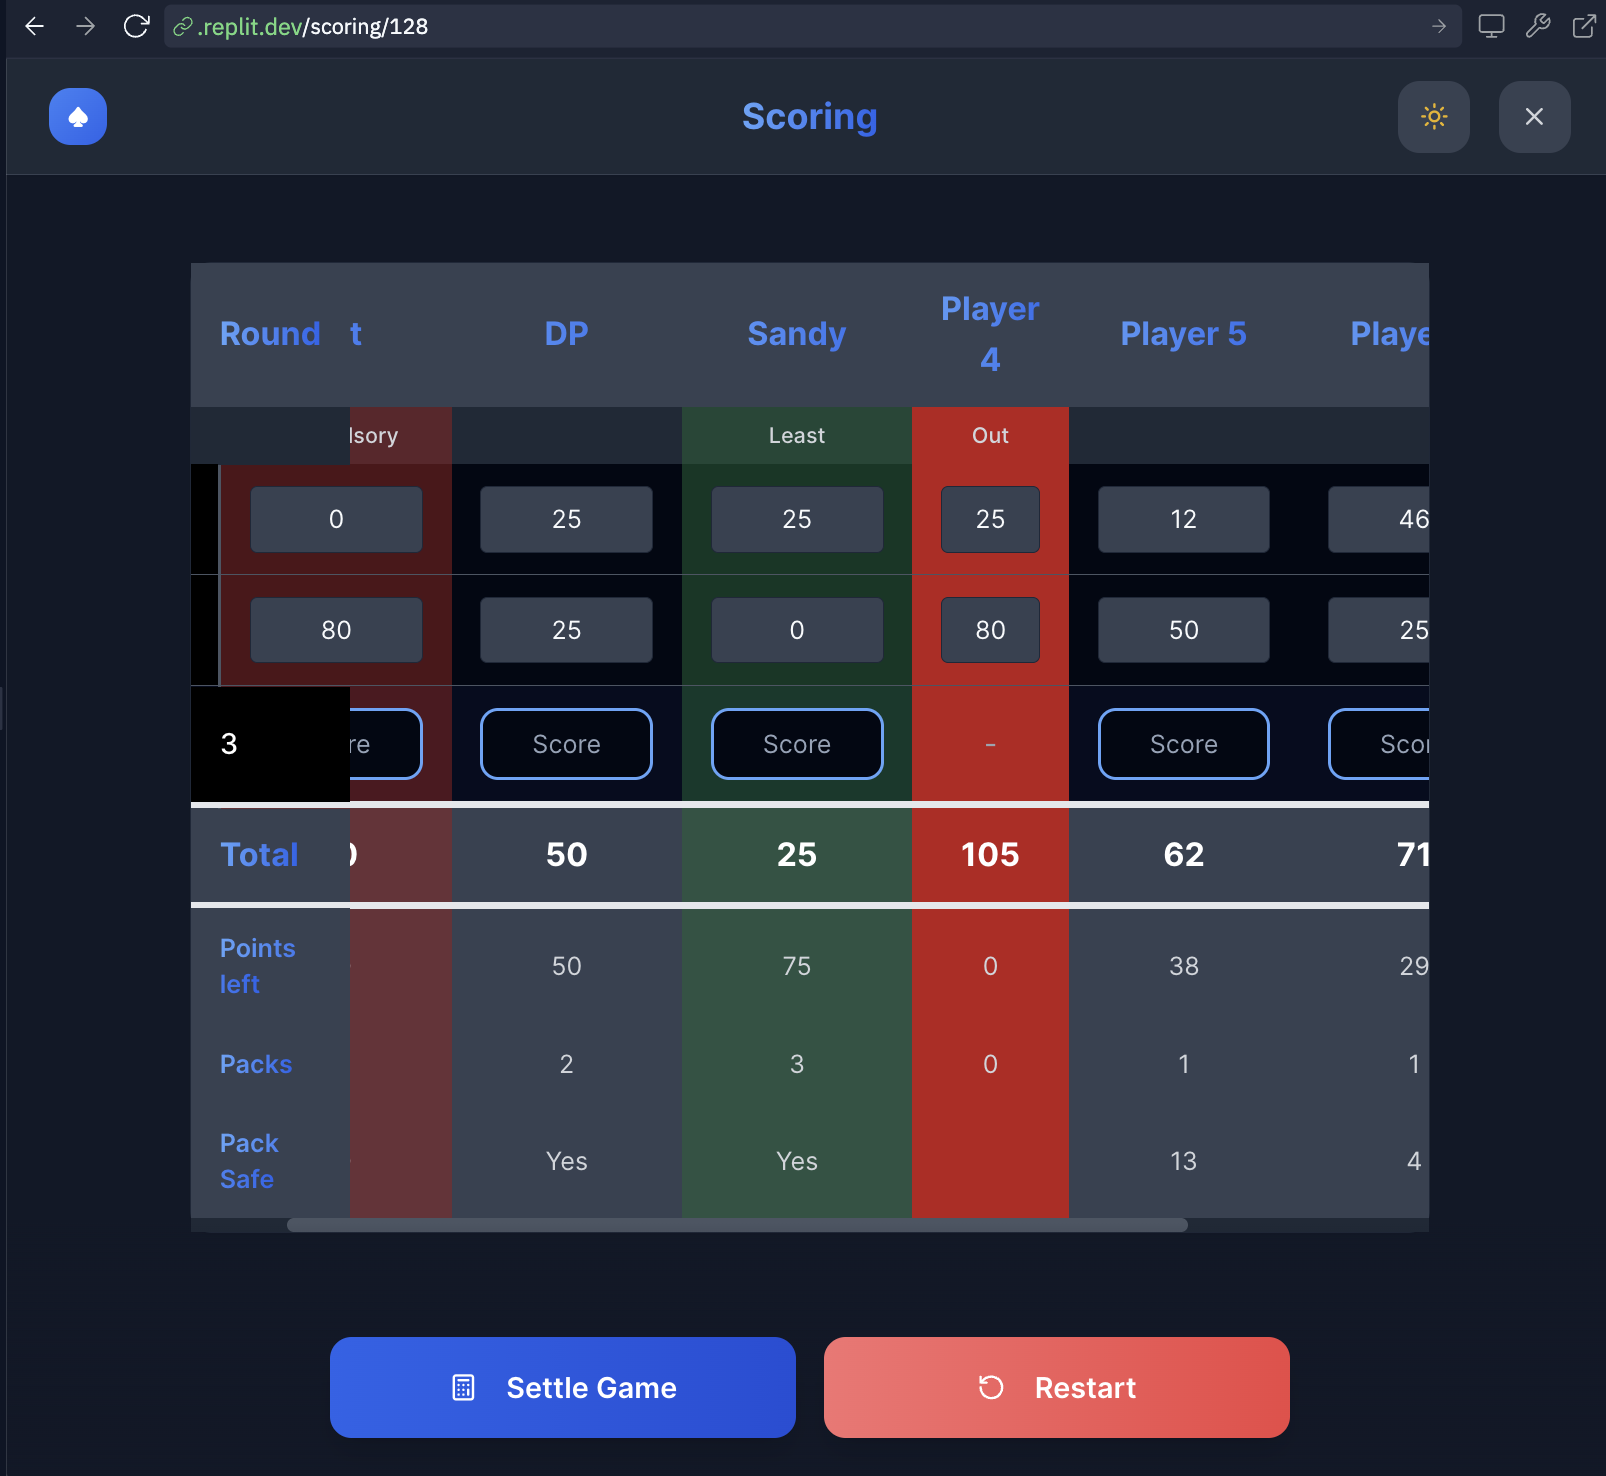 .replit.dev/scoring/128
Scoring
Round t DP Sandy Player 4 Player 5 Playe
lsory Least Out
0 25 25 25 12 46
80 25 0 80 50 25
3 re Score Score - Score Scor
Total 50 25 105 62 71
Points left 50 75 0 38 29
Packs 2 3 0 1 1
Pack Safe Yes Yes 13 4
Settle Game Restart